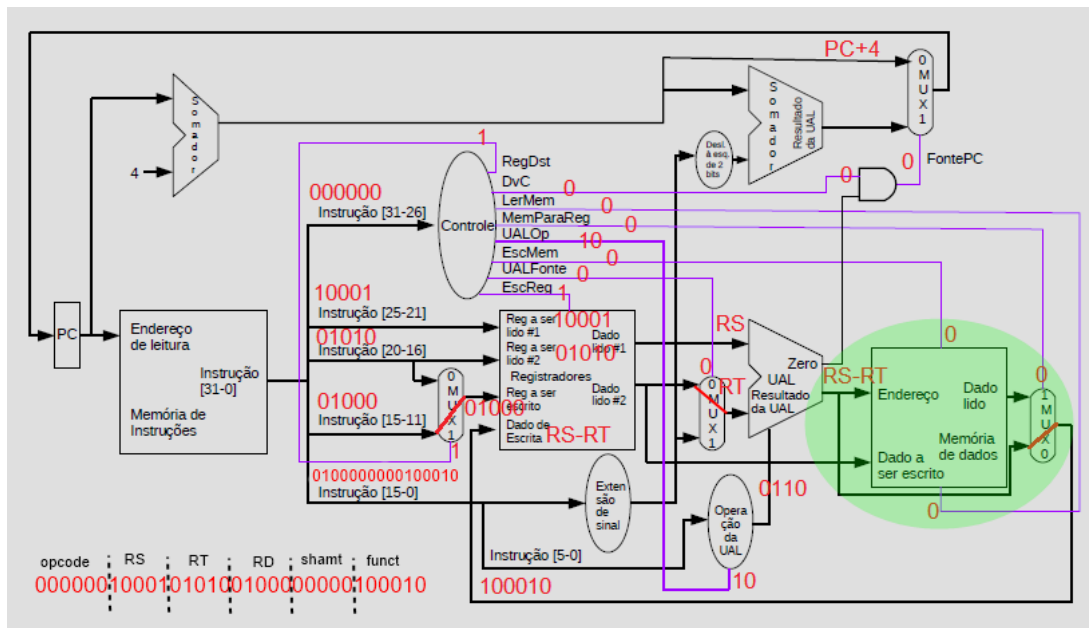 PC+4
0
M
U
X
1
S
o
m
a
d
o
r
S
o
m
a
d
o
r
Resultado
da UAL
4
Desl.
à esq.
de 2
bits
1
RegDst
0
FontePC
DvC
0
0
000000
Instrução [31-26]
Controle
LerMem
0
MemParaReg
0
UALOp
10
EscMem
0
UALFonte
0
EscReg
1
PC
Endereço
de leitura
Instrução
[31-0]
Memória de
Instruções
10001
Instrução [25-21]
01010
Instrução [20-16]
01000
Instrução [15-11]
0
M
U
X
1
01000
1
Reg a ser
lido #1
10001
Reg a ser
lido #2
Dado
lido#1
01010
Registradores
Reg a ser
escrito
Dado
lido #2
Dado de
Escrita
RS-RT
RS
0
RT
0
M
U
X
1
Zero
UAL
Resultado
da UAL
RS-RT
0
Endereço
Dado
lido
Memória
de dados
Dado a
ser escrito
0
0
1
M
U
X
0
0100000000100010
Instrução [15-0]
Exten
são de
sinal
0110
Opera
ção da
UAL
Instrução [5-0]
100010
10
opcode RS RT RD shamt funct
000000 10001 01010 01000 00000 100010